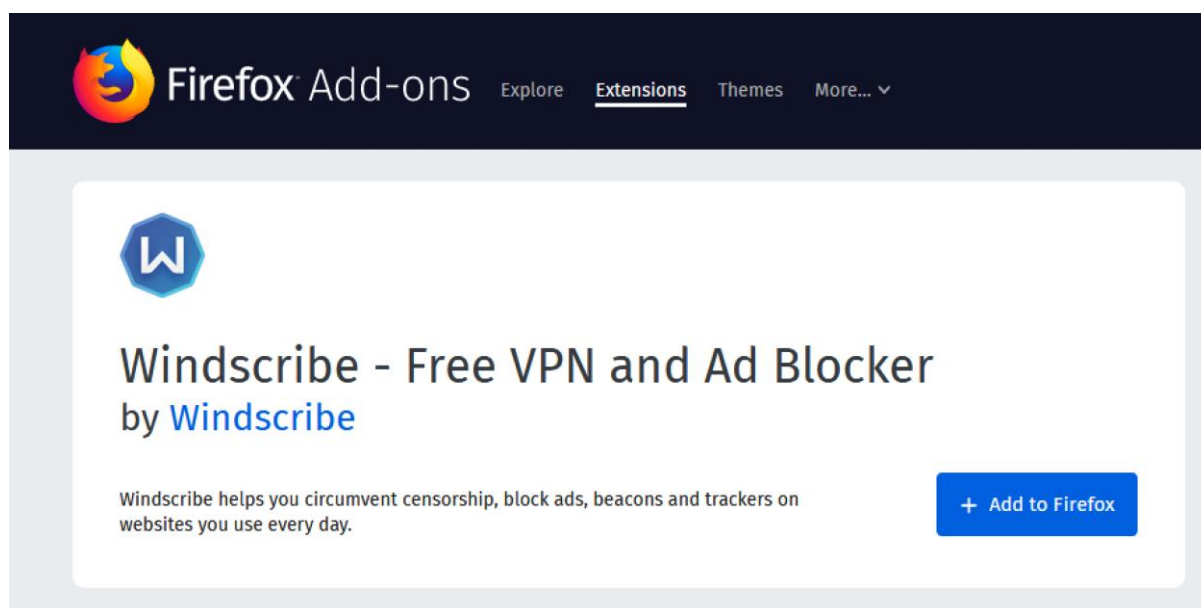 Firefox Add-ons Explore Extensions Themes More...
W
Windscribe - Free VPN and Ad Blocker
by Windscribe
Windscribe helps you circumvent censorship, block ads, beacons and trackers on
websites you use every day.
+ Add to Firefox